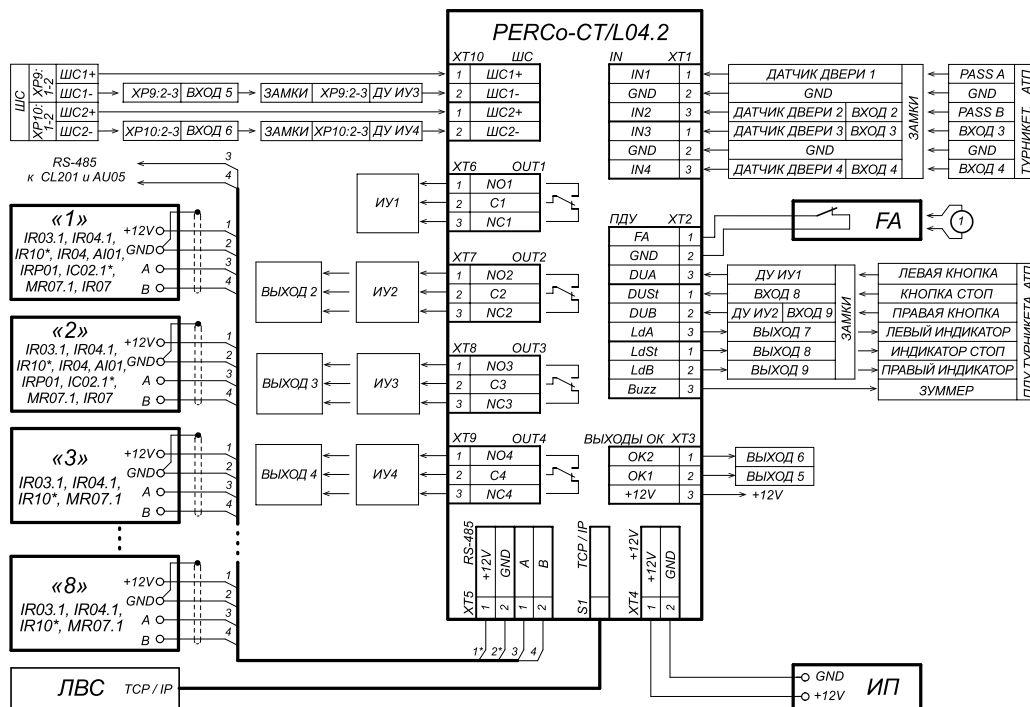 PERCo-CT/L04.2
XT10 ШС
1 ШС1+
2 ШС1-
1 ШС2+
2 ШС2-
ШС
XP9: 1-2
XP10: 1-2
ШС1+
ШС1- XP9:2-3 ВХОД 5 ЗАМКИ XP9:2-3 ДУ ИУ3
ШС2+
ШС2- XP10:2-3 ВХОД 6 ЗАМКИ XP10:2-3 ДУ ИУ4
RS-485
к CL201 и AU05
3
4
«1»
IR03.1, IR04.1,
IR10*, IR04, AI01,
IRP01, IC02.1*,
MR07.1, IR07
+12V 1
GND 2
A 3
B 4
«2»
IR03.1, IR04.1,
IR10*, IR04, AI01,
IRP01, IC02.1*,
MR07.1, IR07
+12V 1
GND 2
A 3
B 4
«3»
IR03.1, IR04.1,
IR10*, MR07.1
+12V 1
GND 2
A 3
B 4
«8»
IR03.1, IR04.1,
IR10*, MR07.1
+12V 1
GND 2
A 3
B 4
ЛВС TCP / IP
XT6 OUT1
ИУ1
1 NO1
2 C1
3 NC1
XT7 OUT2
ВЫХОД 2 ИУ2
1 NO2
2 C2
3 NC2
XT8 OUT3
ВЫХОД 3 ИУ3
1 NO3
2 C3
3 NC3
XT9 OUT4
ВЫХОД 4 ИУ4
1 NO4
2 C4
3 NC4
IN XT1
IN1 1 ДАТЧИК ДВЕРИ 1 PASS A
GND 2 GND GND
IN2 3 ДАТЧИК ДВЕРИ 2 ВХОД 2 PASS B
IN3 1 ДАТЧИК ДВЕРИ 3 ВХОД 3 ВХОД 3
GND 2 GND GND
IN4 3 ДАТЧИК ДВЕРИ 4 ВХОД 4 ВХОД 4
ЗАМКИ
ТУРНИКЕТ, АТП
ПДУ XT2
FA 1
GND 2
FA
1
DUA 3 ДУ ИУ1 ЛЕВАЯ КНОПКА
DUSt 1 ВХОД 8 КНОПКА СТОП
DUB 2 ДУ ИУ2 ВХОД 9 ПРАВАЯ КНОПКА
LdA 3 ВЫХОД 7 ЛЕВЫЙ ИНДИКАТОР
LdSt 1 ВЫХОД 8 ИНДИКАТОР СТОП
LdB 2 ВЫХОД 9 ПРАВЫЙ ИНДИКАТОР
Buzz 3 ЗУММЕР
ЗАМКИ
ПДУ ТУРНИКЕТА, АТП
ВЫХОДЫ ОК XT3
OK2 1 ВЫХОД 6
OK1 2 ВЫХОД 5
+12V 3 +12V
XT5 RS-485
1 +12V
2 GND
1 A
2 B
S1 TCP / IP
XT4 +12V
1 +12V
2 GND
1* 2* 3 4
GND
+12V
ИП